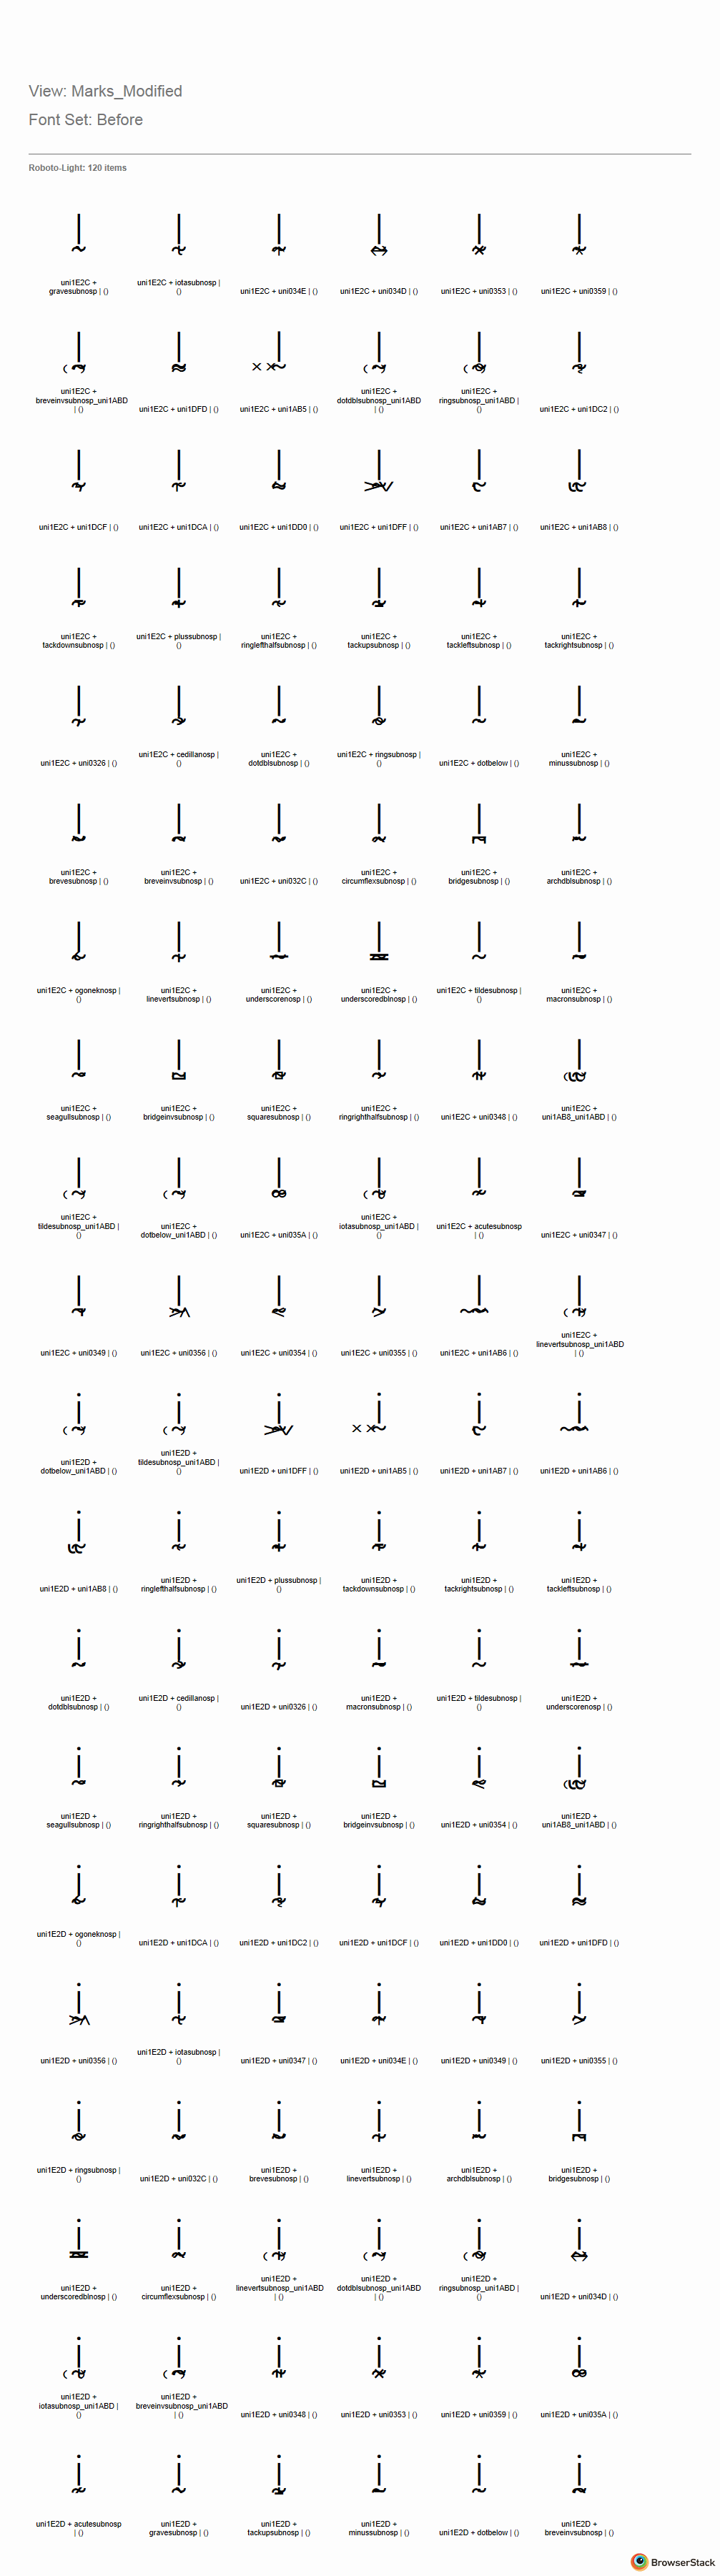 View: Marks_Modified
Font Set: Before
Roboto-Light: 120 items
uni1E2C +
gravesubnosp | ()
uni1E2C + iotasubnosp |
()
uni1E2C + uni034E | ()
uni1E2C + uni034D | ()
uni1E2C + uni0353 | ()
uni1E2C + uni0359 | ()
uni1E2C +
breveinvsubnosp_uni1ABD
| ()
uni1E2C + uni1DFD | ()
uni1E2C + uni1AB5 | ()
uni1E2C +
dotdblsubnosp_uni1ABD
| ()
uni1E2C +
ringsubnosp_uni1ABD |
()
uni1E2C + uni1DC2 | ()
uni1E2C + uni1DCF | ()
uni1E2C + uni1DCA | ()
uni1E2C + uni1DD0 | ()
uni1E2C + uni1DFF | ()
uni1E2C + uni1AB7 | ()
uni1E2C + uni1AB8 | ()
uni1E2C +
tackdownsubnosp | ()
uni1E2C + plussubnosp |
()
uni1E2C +
ringlefthalfsubnosp | ()
uni1E2C +
tackupsubnosp | ()
uni1E2C +
tackleftsubnosp | ()
uni1E2C +
tackrightsubnosp | ()
uni1E2C + uni0326 | ()
uni1E2C + cedillanosp |
()
uni1E2C +
dotdblsubnosp | ()
uni1E2C + ringsubnosp |
()
uni1E2C + dotbelow | ()
uni1E2C +
minussubnosp | ()
uni1E2C +
brevesubnosp | ()
uni1E2C +
breveinvsubnosp | ()
uni1E2C + uni032C | ()
uni1E2C +
circumflexsubnosp | ()
uni1E2C +
bridgesubnosp | ()
uni1E2C +
archdblsubnosp | ()
uni1E2C + ogoneknosp |
()
uni1E2C +
linevertsubnosp | ()
uni1E2C +
underscorenosp | ()
uni1E2C +
underscoredblnosp | ()
uni1E2C + tildesubnosp |
()
uni1E2C +
macronsubnosp | ()
uni1E2C +
seagullsubnosp | ()
uni1E2C +
bridgeinvsubnosp | ()
uni1E2C +
squaresubnosp | ()
uni1E2C +
ringrighthalfsubnosp | ()
uni1E2C + uni0348 | ()
uni1E2C +
uni1AB8_uni1ABD | ()
uni1E2C +
tildesubnosp_uni1ABD |
()
uni1E2C +
dotbelow_uni1ABD | ()
uni1E2C + uni035A | ()
uni1E2C +
iotasubnosp_uni1ABD |
()
uni1E2C + acutesubnosp
| ()
uni1E2C + uni0347 | ()
uni1E2C + uni0349 | ()
uni1E2C + uni0356 | ()
uni1E2C + uni0354 | ()
uni1E2C + uni0355 | ()
uni1E2C + uni1AB6 | ()
uni1E2C +
linevertsubnosp_uni1ABD
| ()
uni1E2D +
dotbelow_uni1ABD | ()
uni1E2D +
tildesubnosp_uni1ABD |
()
uni1E2D + uni1DFF | ()
uni1E2D + uni1AB5 | ()
uni1E2D + uni1AB7 | ()
uni1E2D + uni1AB6 | ()
uni1E2D + uni1AB8 | ()
uni1E2D +
ringlefthalfsubnosp | ()
uni1E2D + plussubnosp |
()
uni1E2D +
tackdownsubnosp | ()
uni1E2D +
tackrightsubnosp | ()
uni1E2D +
tackleftsubnosp | ()
uni1E2D +
dotdblsubnosp | ()
uni1E2D + cedillanosp |
()
uni1E2D + uni0326 | ()
uni1E2D +
macronsubnosp | ()
uni1E2D + tildesubnosp |
()
uni1E2D +
underscorenosp | ()
uni1E2D +
seagullsubnosp | ()
uni1E2D +
ringrighthalfsubnosp | ()
uni1E2D +
squaresubnosp | ()
uni1E2D +
bridgeinvsubnosp | ()
uni1E2D + uni0354 | ()
uni1E2D +
uni1AB8_uni1ABD | ()
uni1E2D + ogoneknosp |
()
uni1E2D + uni1DCA | ()
uni1E2D + uni1DC2 | ()
uni1E2D + uni1DCF | ()
uni1E2D + uni1DD0 | ()
uni1E2D + uni1DFD | ()
uni1E2D + uni0356 | ()
uni1E2D + iotasubnosp |
()
uni1E2D + uni0347 | ()
uni1E2D + uni034E | ()
uni1E2D + uni0349 | ()
uni1E2D + uni0355 | ()
uni1E2D + ringsubnosp |
()
uni1E2D + uni032C | ()
uni1E2D +
brevesubnosp | ()
uni1E2D +
linevertsubnosp | ()
uni1E2D +
archdblsubnosp | ()
uni1E2D +
bridgesubnosp | ()
uni1E2D +
underscoredblnosp | ()
uni1E2D +
circumflexsubnosp | ()
uni1E2D +
linevertsubnosp_uni1ABD
| ()
uni1E2D +
dotdblsubnosp_uni1ABD
| ()
uni1E2D +
ringsubnosp_uni1ABD |
()
uni1E2D + uni034D | ()
uni1E2D +
iotasubnosp_uni1ABD |
()
uni1E2D +
breveinvsubnosp_uni1ABD
| ()
uni1E2D + uni0348 | ()
uni1E2D + uni0353 | ()
uni1E2D + uni0359 | ()
uni1E2D + uni035A | ()
uni1E2D + acutesubnosp
| ()
uni1E2D +
gravesubnosp | ()
uni1E2D +
tackupsubnosp | ()
uni1E2D +
minussubnosp | ()
uni1E2D + dotbelow | ()
uni1E2D +
breveinvsubnosp | ()
BrowserStack